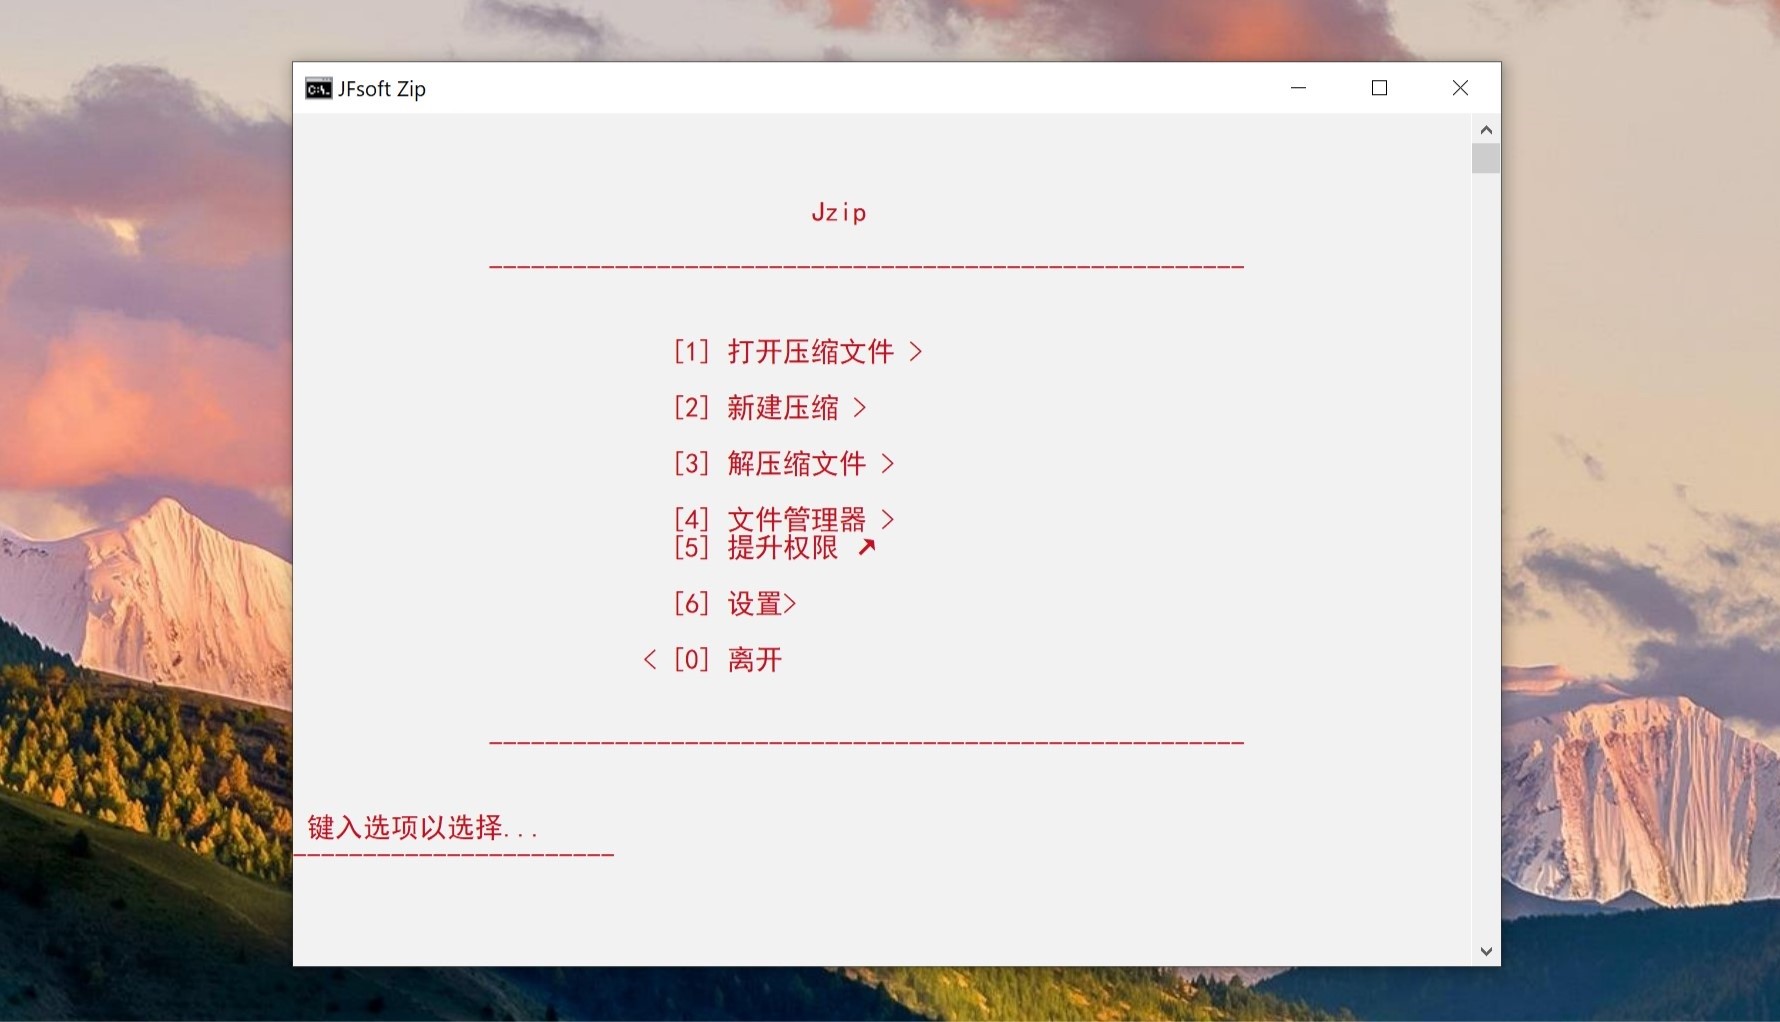 JFsoft Zip
Jzip
[1] 打开压缩文件 >
[2] 新建压缩 >
[3] 解压缩文件 >
[4] 文件管理器 >
[5] 提升权限 ↗
[6] 设置>
< [0] 离开
键入选项以选择...